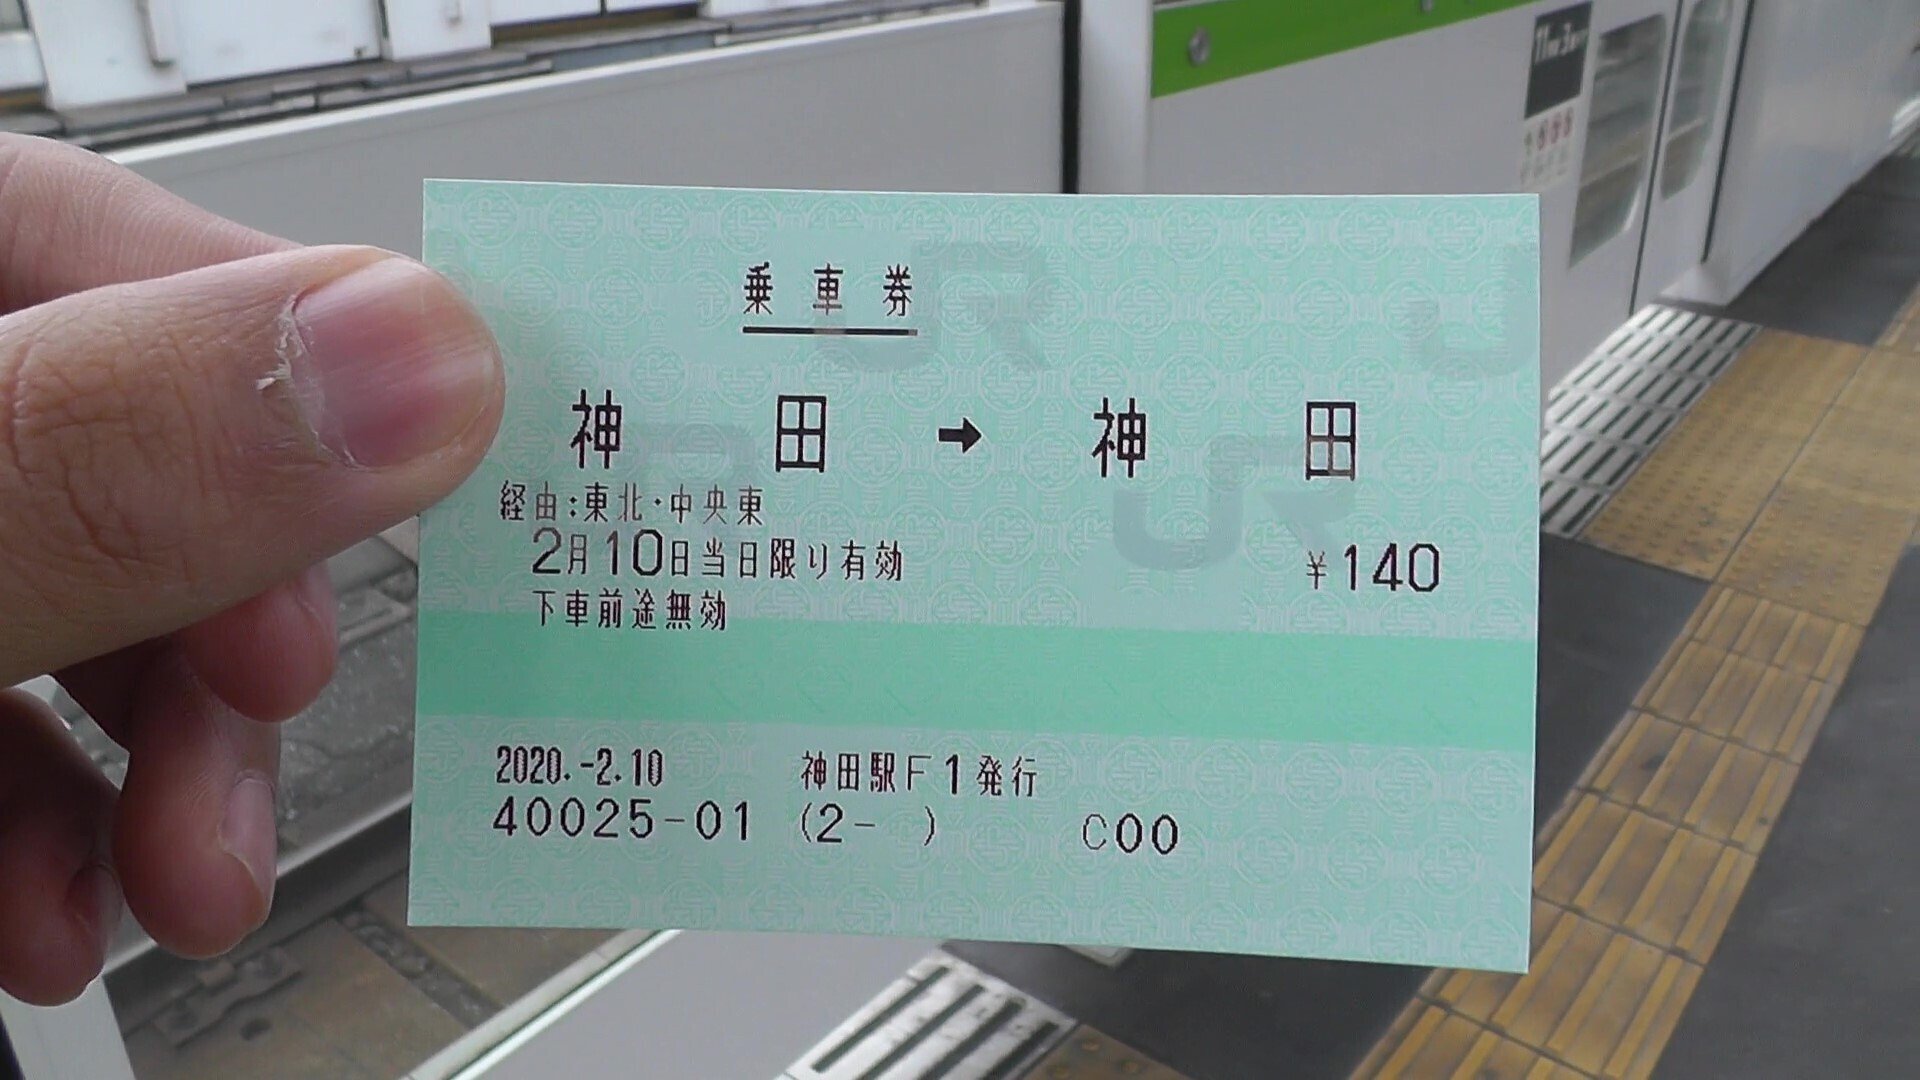 乗車券
神田 → 神田
経由:東北・中央東
2月10日当日限り有効
¥140
下車前途無効
2020.-2.10 神田駅F1発行
40025-01 (2- ) C00